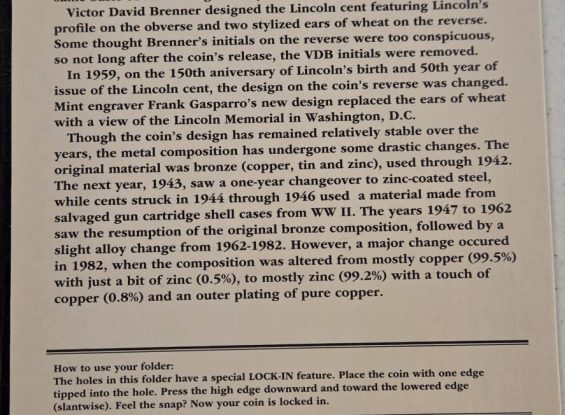 Victor David Brenner designed the Lincoln cent featuring Lincoln's
profile on the obverse and two stylized ears of wheat on the reverse.
Some thought Brenner's initials on the reverse were too conspicuous,
so not long after the coin's release, the VDB initials were removed.
In 1959, on the 150th aniversary of Lincoln's birth and 50th year of
issue of the Lincoln cent, the design on the coin's reverse was changed.
Mint engraver Frank Gasparro's new design replaced the ears of wheat
with a view of the Lincoln Memorial in Washington, D.C.
Though the coin's design has remained relatively stable over the
years, the metal composition has undergone some drastic changes. The
original material was bronze (copper, tin and zinc), used through 1942.
The next year, 1943, saw a one-year changeover to zinc-coated steel,
while cents struck in 1944 through 1946 used a material made from
salvaged gun cartridge shell cases from WW II. The years 1947 to 1962
saw the resumption of the original bronze composition, followed by a
slight alloy change from 1962-1982. However, a major change occured
in 1982, when the composition was altered from mostly copper (99.5%)
with just a bit of zinc (0.5%), to mostly zinc (99.2%) with a touch of
copper (0.8%) and an outer plating of pure copper.
How to use your folder:
The holes in this folder have a special LOCK-IN feature. Place the coin with one edge
tipped into the hole. Press the high edge downward and toward the lowered edge
(slantwise). Feel the snap? Now your coin is locked in.